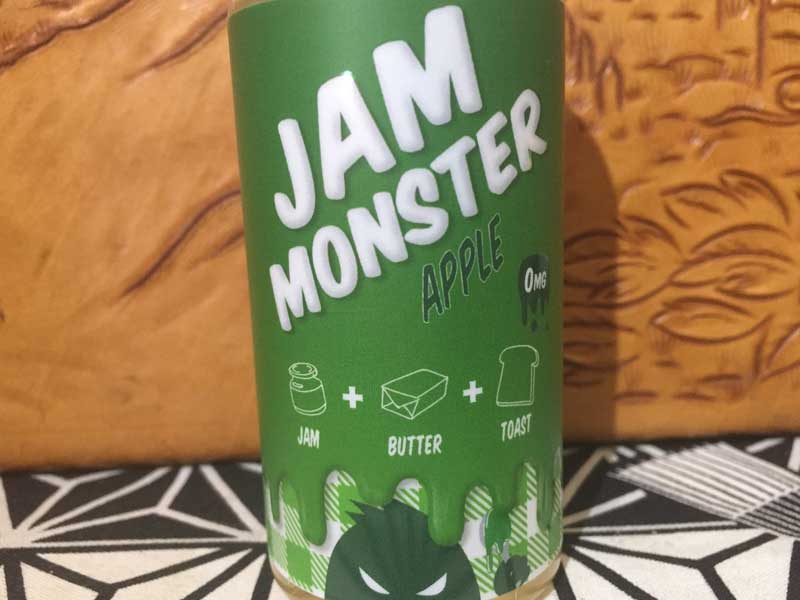 JAM
MONSTER
APPLE
0MG
JAM + BUTTER + TOAST